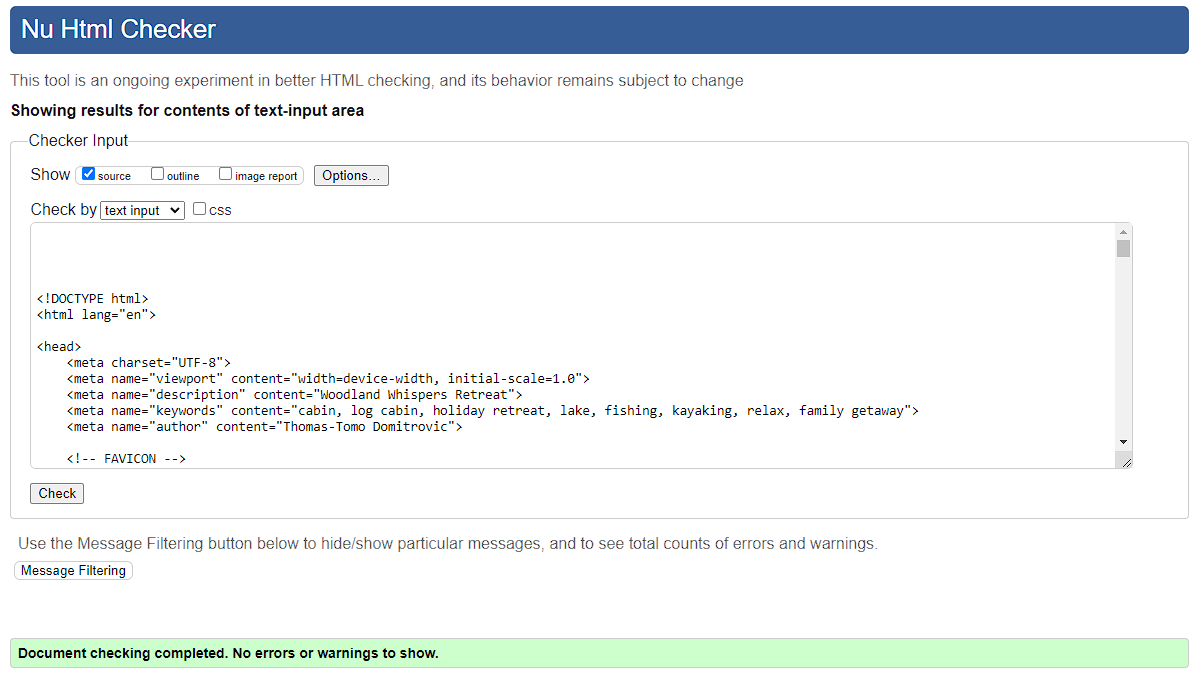 Nu Html Checker
This tool is an ongoing experiment in better HTML checking, and its behavior remains subject to change
Showing results for contents of text-input area
Checker Input
Show source outline image report Options...
Check by text input css
<!DOCTYPE html>
<html lang="en">
<head>
<meta charset="UTF-8">
<meta name="viewport" content="width=device-width, initial-scale=1.0">
<meta name="description" content="Woodland Whispers Retreat">
<meta name="keywords" content="cabin, log cabin, holiday retreat, lake, fishing, kayaking, relax, family getaway">
<meta name="author" content="Thomas-Tomo Domitrovic">
<!-- FAVICON -->
Check
Use the Message Filtering button below to hide/show particular messages, and to see total counts of errors and warnings.
Message Filtering
Document checking completed. No errors or warnings to show.